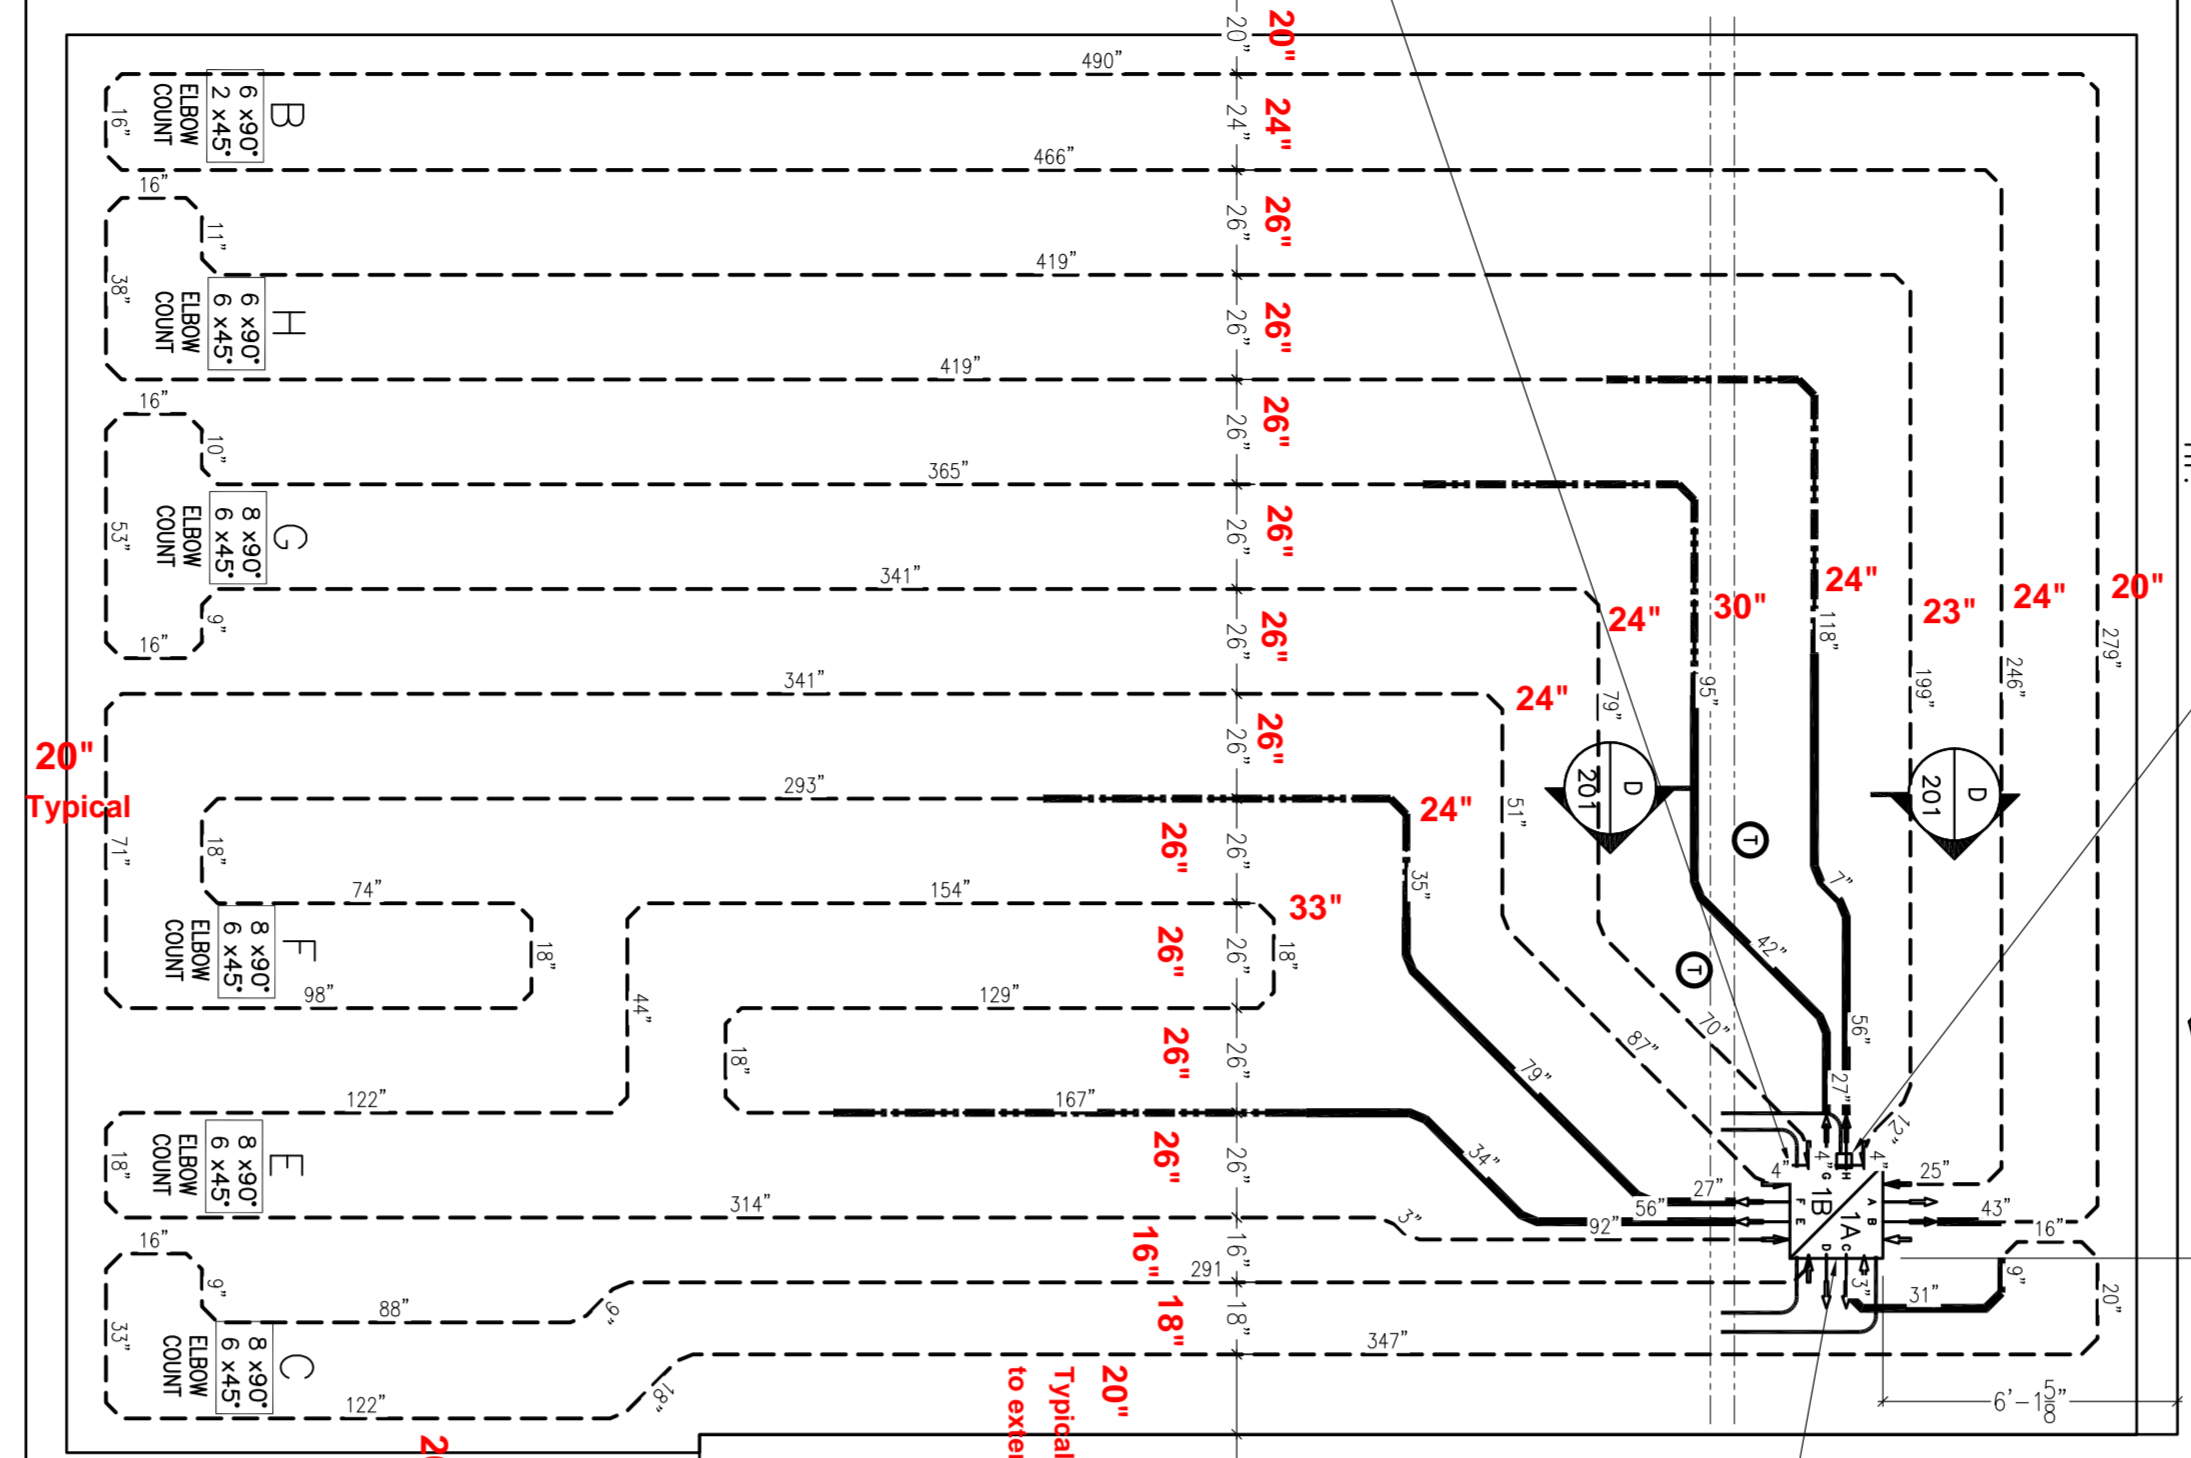 20"
20"
490"
24"
24"
B
6 x90°
2 x45°
ELBOW
COUNT
16"
466"
16"
26"
26"
11"
419"
38"
H
6 x90°
6 x45°
ELBOW
COUNT
26"
26"
419"
16"
26"
26"
10"
365"
53"
G
8 x90°
6 x45°
ELBOW
COUNT
26"
26"
341"
9"
16"
24"
30"
24"
23"
24"
20"
118"
199"
246"
279"
26"
26"
341"
24"
95"
79"
20"
Typical
26"
26"
293"
24"
51"
D
201
D
201
T
71"
18"
26"
26"
35"
7"
74"
154"
33"
F
8 x90°
6 x45°
ELBOW
COUNT
18"
26"
26"
18"
42"
T
98"
44"
129"
70"
56"
87"
18"
26"
26"
79"
27"
122"
167"
12"
E
8 x90°
6 x45°
ELBOW
COUNT
18"
26"
26"
34"
4"
4"
4"
25"
G
H
1B
1A
F
E
A
B
D
C
27"
56"
43"
314"
3"
92"
16"
16"
16"
16"
291
9"
9"
88"
9"
3"
31"
20"
33"
C
8 x90°
6 x45°
ELBOW
COUNT
18"
18"
347"
18"
122"
20"
Typical
6'-1 5/8"